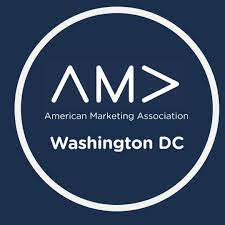 AMA
American Marketing Association
Washington DC